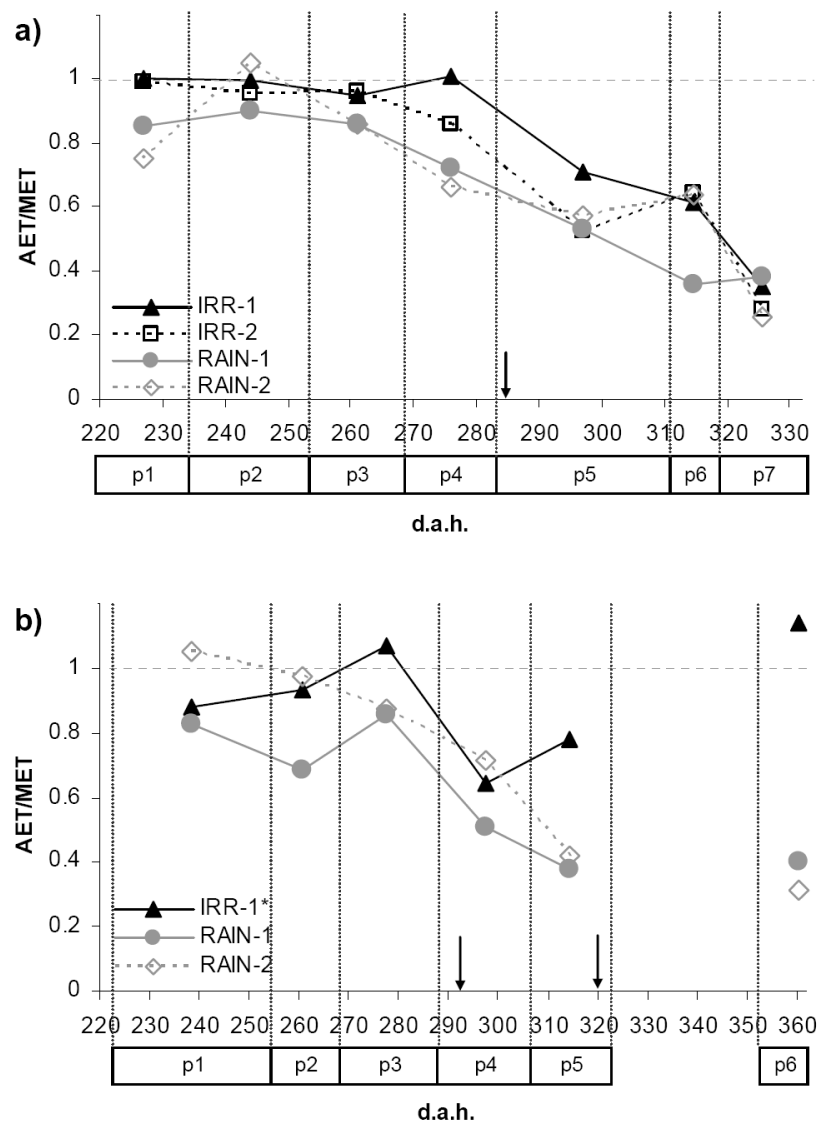 a)
AET/MET
1
0.8
0.6
0.4
0.2
0
IRR-1
IRR-2
RAIN-1
RAIN-2
220 230 240 250 260 270 280 290 300 310 320 330
p1 p2 p3 p4 p5 p6 p7
d.a.h.
b)
AET/MET
1
0.8
0.6
0.4
0.2
0
IRR-1*
RAIN-1
RAIN-2
220 230 240 250 260 270 280 290 300 310 320 330 340 350 360
p1 p2 p3 p4 p5 p6
d.a.h.